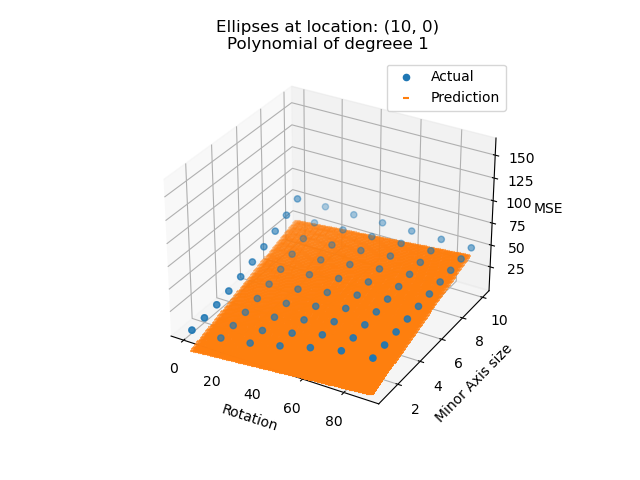 Ellipses at location: (10, 0)
Polynomial of degreee 1
Actual
Prediction
150
125
100
75
50
25
MSE
10
8
6
4
2
Minor Axis size
0
20
40
60
80
Rotation